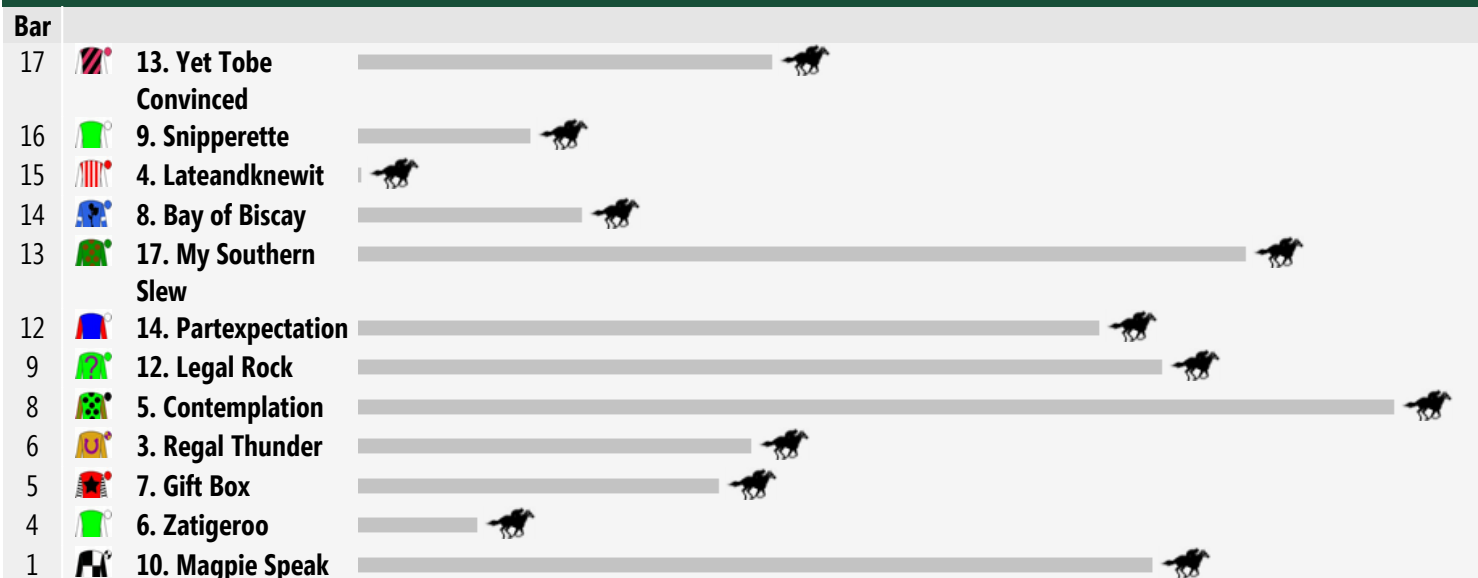 Bar
17 13. Yet Tobe
Convinced
16 9. Snipperette
15 4. Lateandknewit
14 8. Bay of Biscay
13 17. My Southern
Slew
12 14. Partexpectation
9 12. Legal Rock
8 5. Contemplation
6 3. Regal Thunder
5 7. Gift Box
4 6. Zatigeroo
1 10. Magpie Speak